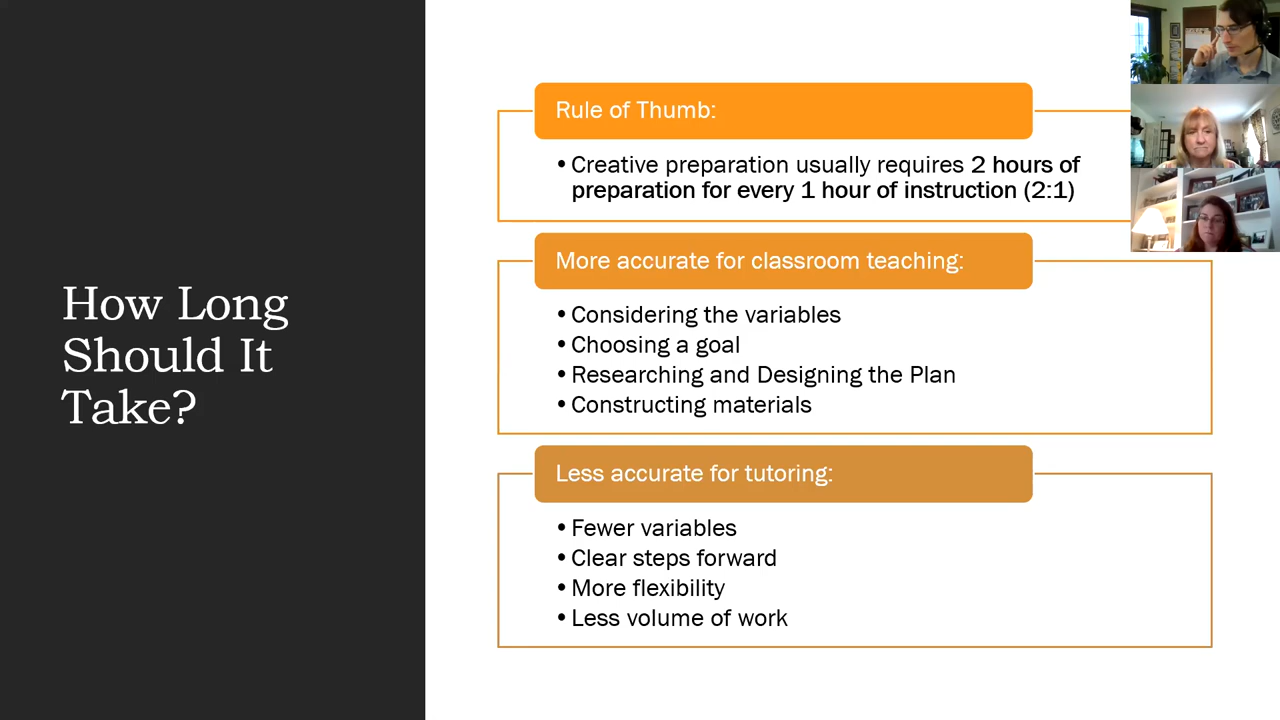 How Long
Should It
Take?
Rule of Thumb:
• Creative preparation usually requires 2 hours of
preparation for every 1 hour of instruction (2:1)
More accurate for classroom teaching:
• Considering the variables
• Choosing a goal
• Researching and Designing the Plan
• Constructing materials
Less accurate for tutoring:
• Fewer variables
• Clear steps forward
• More flexibility
• Less volume of work